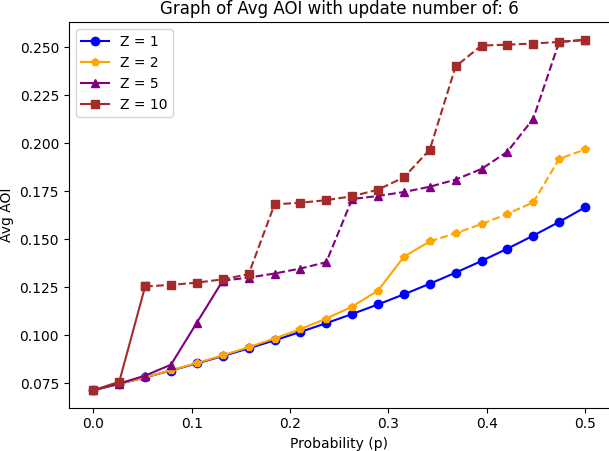 Graph of Avg AOI with update number of: 6
Z = 1
Z = 2
Z = 5
Z = 10
Avg AOI
0.250
0.225
0.200
0.175
0.150
0.125
0.100
0.075
0.0 0.1 0.2 0.3 0.4 0.5
Probability (p)